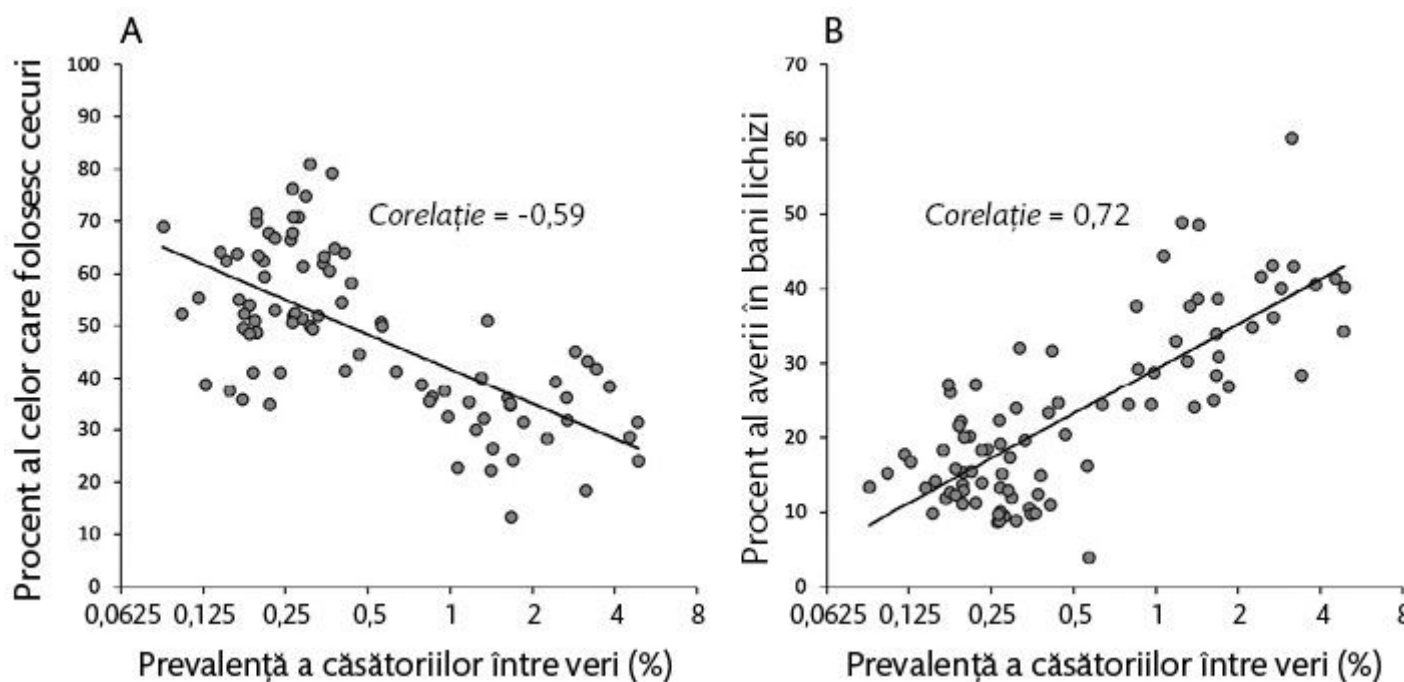 A
Procent al celor care folosesc cecuri
100
90
80
70
60
50
40
30
20
10
0
Corelație = -0,59
0,0625 0,125 0,25 0,5 1 2 4 8
Prevalență a căsătoriilor între veri (%)
B
Procent al averii în bani lichizi
70
60
50
40
30
20
10
0
Corelație = 0,72
0,0625 0,125 0,25 0,5 1 2 4 8
Prevalență a căsătoriilor între veri (%)